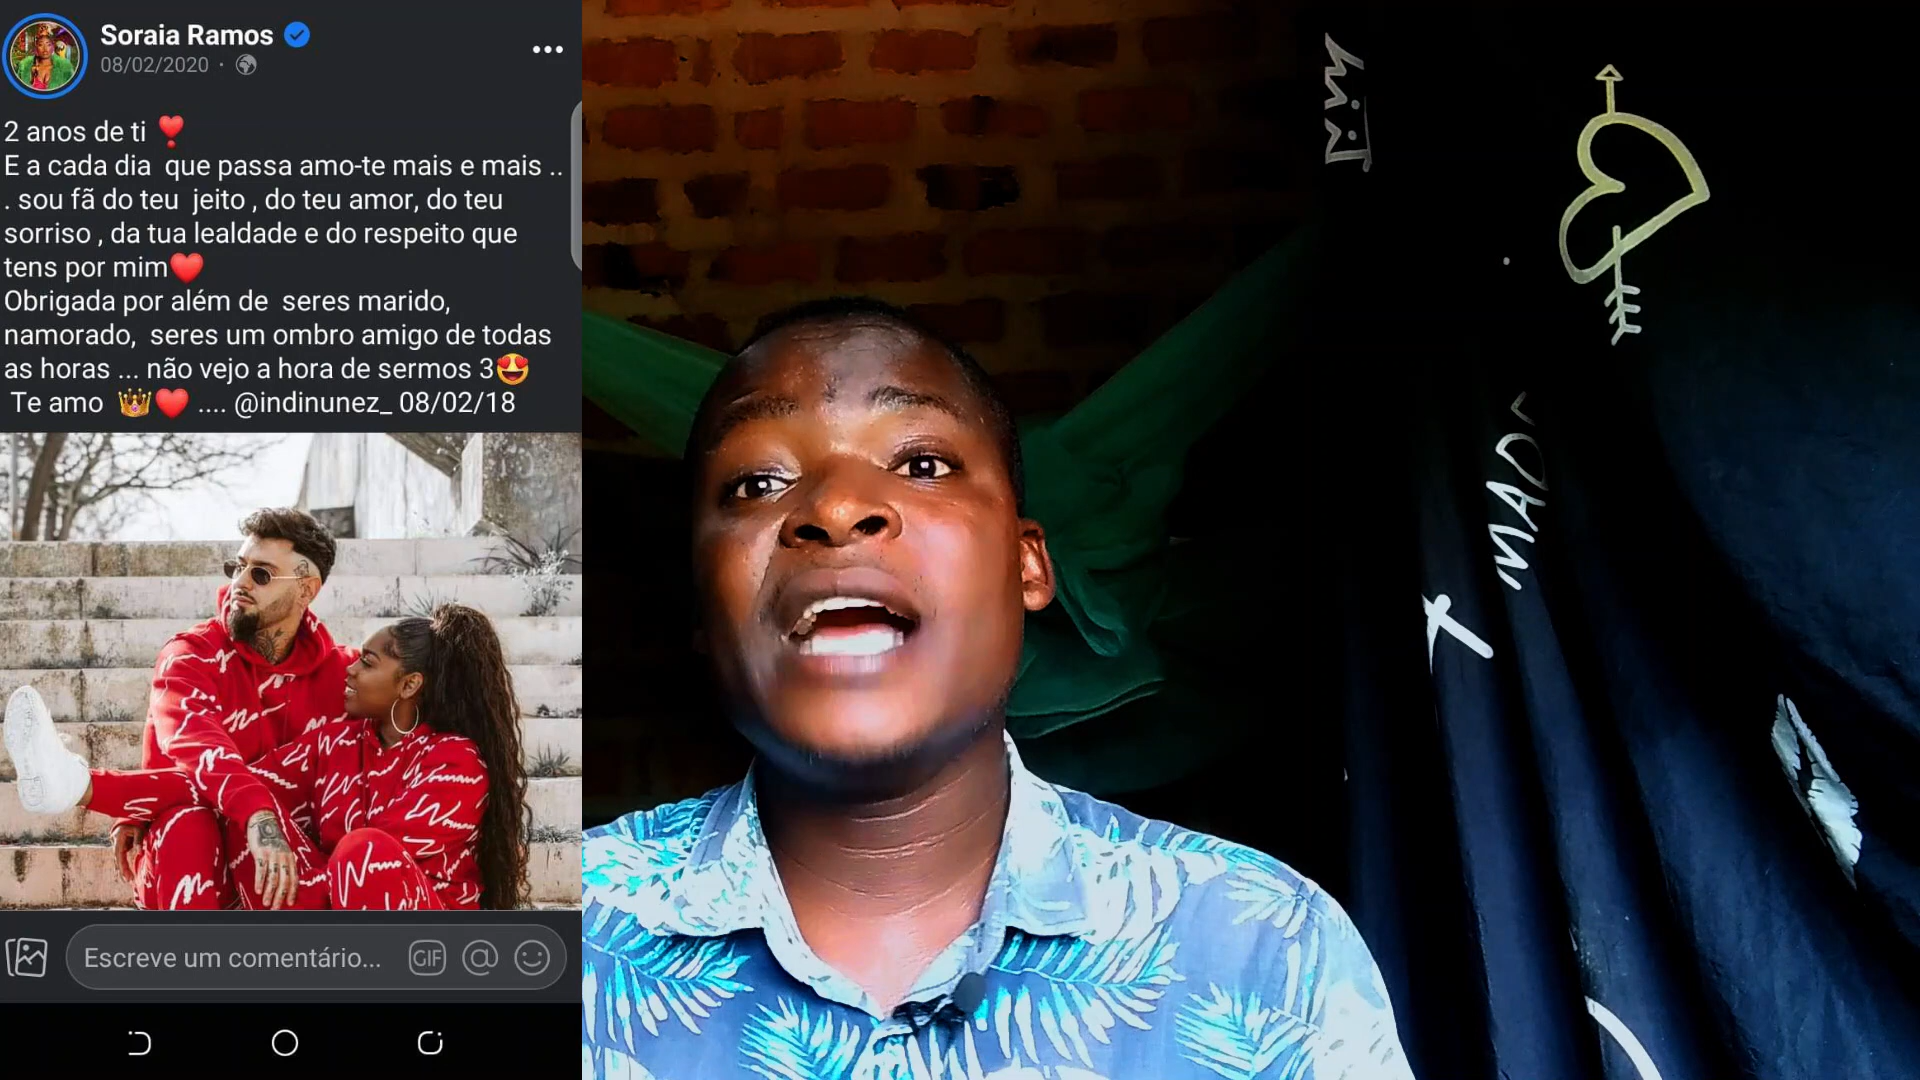 Soraia Ramos
08/02/2020 ·
2 anos de ti ❣️
E a cada dia que passa amo-te mais e mais ..
. sou fã do teu jeito , do teu amor, do teu
sorriso , da tua lealdade e do respeito que
tens por mim❤️
Obrigada por além de seres marido,
namorado, seres um ombro amigo de todas
as horas ... não vejo a hora de sermos 3😍
Te amo 👑❤️ .... @indinunez_ 08/02/18
Escreve um comentário...
GIF
@